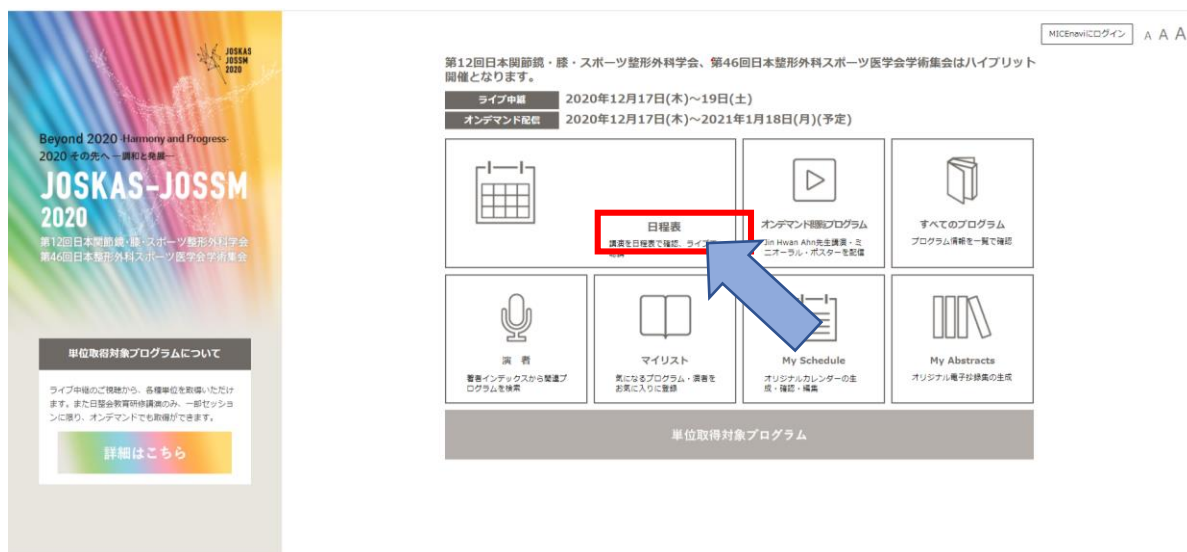 MICEnaviにログイン A A A
JOSKAS
JOSSM
2020
Beyond 2020 -Harmony and Progress-
2020 その先へ ―調和と発展―
JOSKAS-JOSSM
2020
第12回日本関節鏡・膝・スポーツ整形外科学会
第46回日本整形外科スポーツ医学会学術集会
単位取得対象プログラムについて
ライブ中継のご視聴から、各種単位を取得いただけ
ます。また日整会教育研修講演のみ、一部セッショ
ンに限り、オンデマンドでも取得ができます。
詳細はこちら
第12回日本関節鏡・膝・スポーツ整形外科学会、第46回日本整形外科スポーツ医学会学術集会はハイブリット
開催となります。
ライブ中継 2020年12月17日(木)～19日(土)
オンデマンド配信 2020年12月17日(木)～2021年1月18日(月)(予定)
日程表
講演を日程表で確認、ライブ
オンデマンド視聴プログラム
Jin Hwan Ahn先生講演・ミ
ニオーラル・ポスターを配信
すべてのプログラム
プログラム情報を一覧で確認
演 者
著者インデックスから関連プ
ログラムを検索
マイリスト
気になるプログラム・演者を
お気に入りに登録
My Schedule
オリジナルカレンダーの生
成・確認・編集
My Abstracts
オリジナル電子抄録集の生成
単位取得対象プログラム